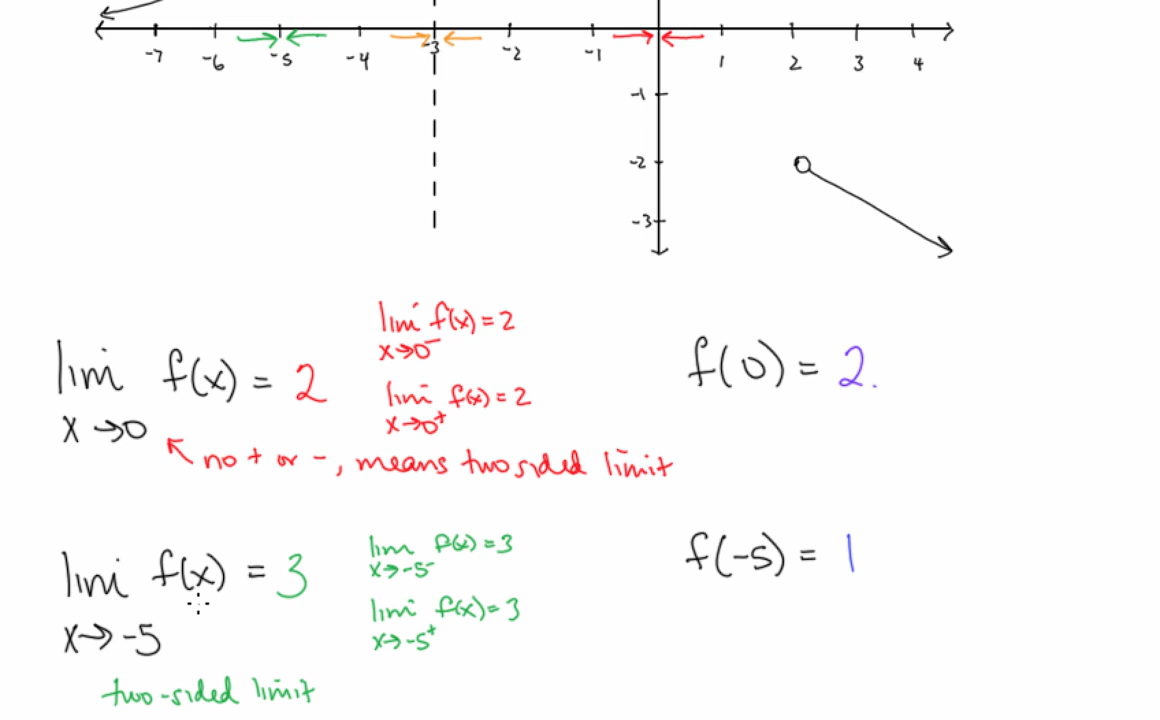 -7 -6 -5 -4 -3 -2 -1 1 2 3 4
-1
-2
-3
lim f(x) = 2
x→0
lim f(x) = 2
x→0⁻
lim f(x) = 2
x→0⁺
f(0) = 2.
no + or -, means two sided limit
lim f(x) = 3
x→-5
lim f(x) = 3
x→-5⁻
lim f(x) = 3
x→-5⁺
f(-5) = 1
two-sided limit